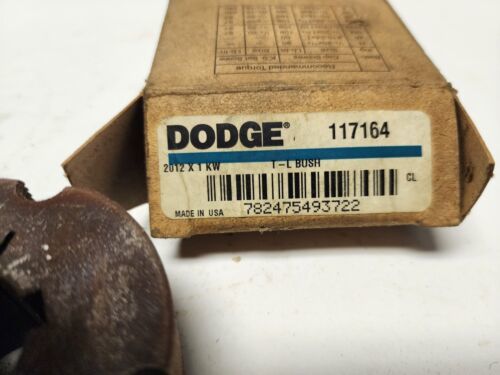 Recommended Torque
DODGE® 117164
2012 X 1 KW T-L BUSH
CL
MADE IN USA 782475493722